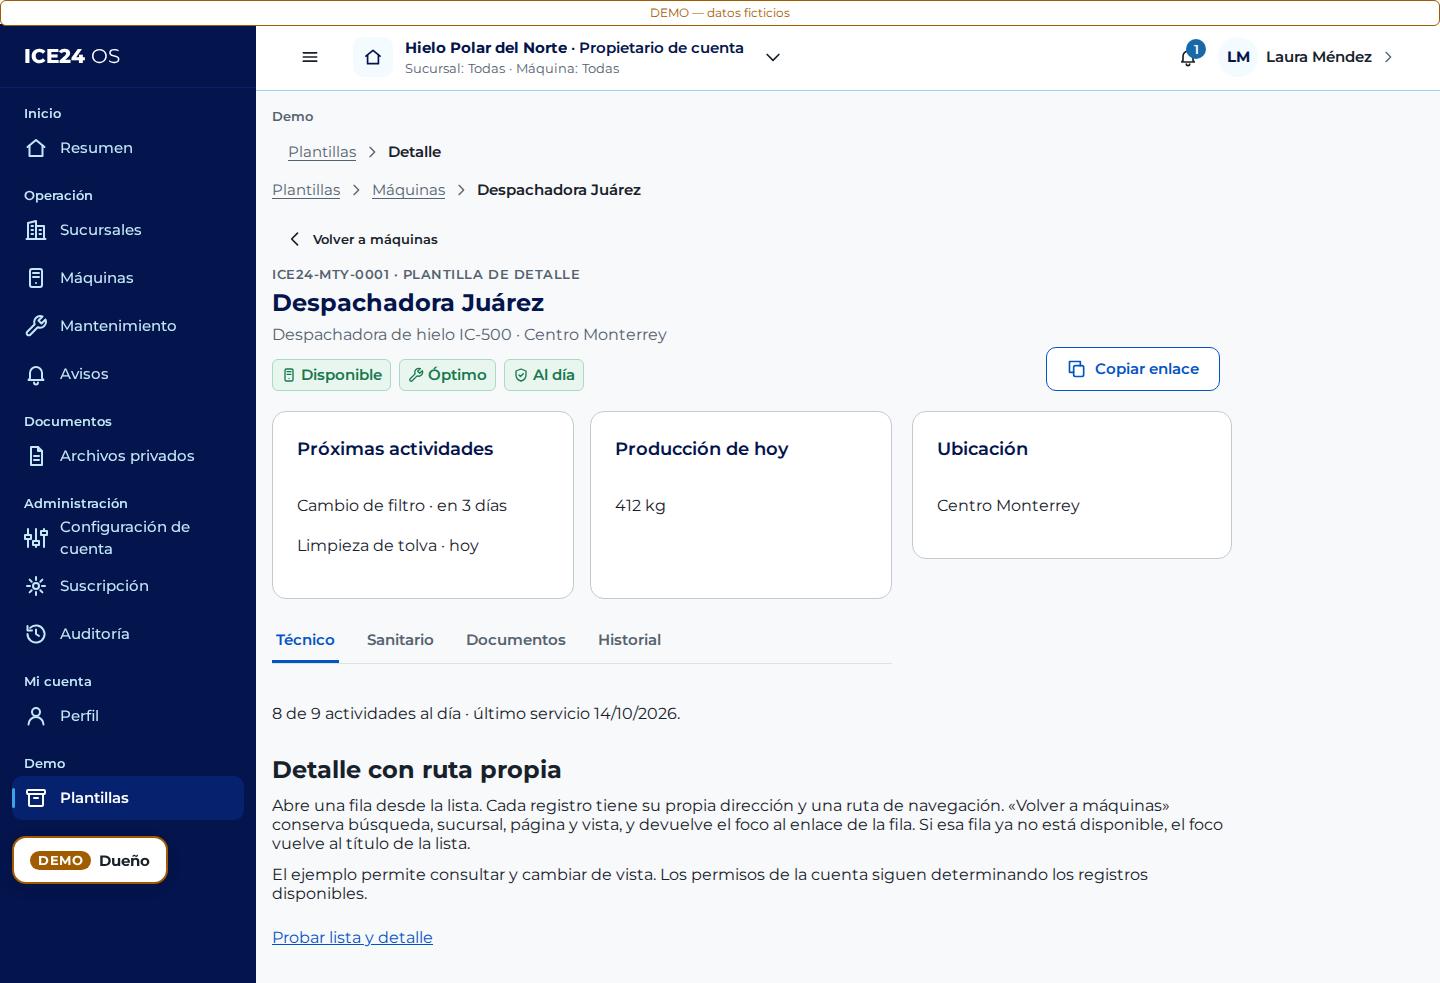 DEMO — datos ficticios
ICE24 OS
Inicio
Resumen
Operación
Sucursales
Máquinas
Mantenimiento
Avisos
Documentos
Archivos privados
Administración
Configuración de
cuenta
Suscripción
Auditoría
Mi cuenta
Perfil
Demo
Plantillas
DEMO Dueño
Hielo Polar del Norte · Propietario de cuenta
Sucursal: Todas · Máquina: Todas
1
LM Laura Méndez
Demo
Plantillas Detalle
Plantillas Máquinas Despachadora Juárez
Volver a máquinas
ICE24-MTY-0001 · PLANTILLA DE DETALLE
Despachadora Juárez
Despachadora de hielo IC-500 · Centro Monterrey
Disponible Óptimo Al día
Copiar enlace
Próximas actividades
Cambio de filtro · en 3 días
Limpieza de tolva · hoy
Producción de hoy
412 kg
Ubicación
Centro Monterrey
Técnico Sanitario Documentos Historial
8 de 9 actividades al día · último servicio 14/10/2026.
Detalle con ruta propia
Abre una fila desde la lista. Cada registro tiene su propia dirección y una ruta de navegación. «Volver a máquinas»
conserva búsqueda, sucursal, página y vista, y devuelve el foco al enlace de la fila. Si esa fila ya no está disponible, el foco
vuelve al título de la lista.
El ejemplo permite consultar y cambiar de vista. Los permisos de la cuenta siguen determinando los registros
disponibles.
Probar lista y detalle